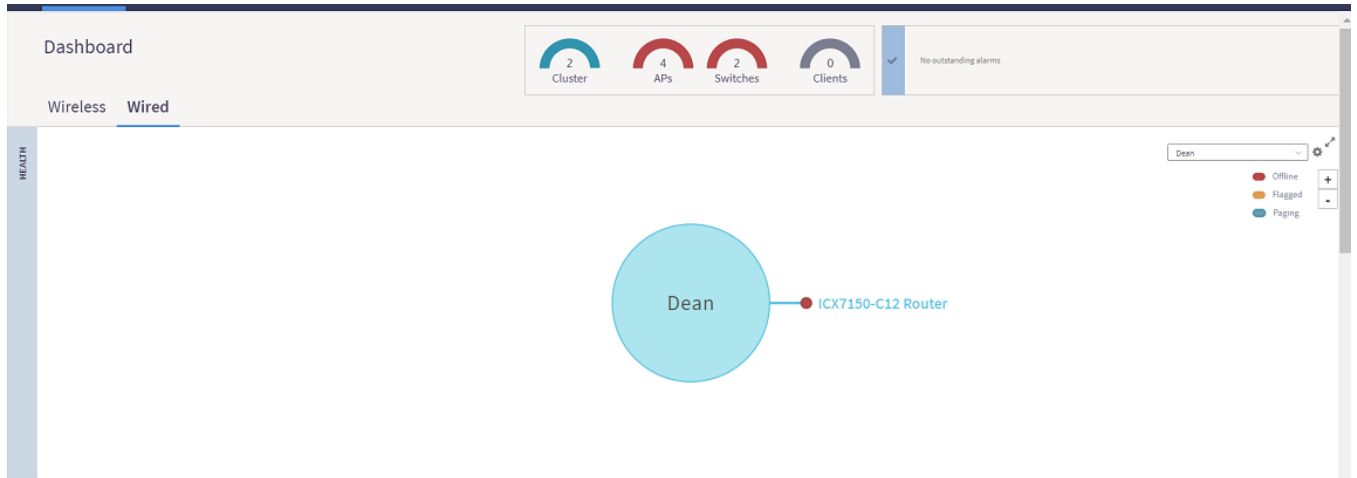 Dashboard
2
Cluster
4
APs
2
Switches
0
Clients
No outstanding alarms
Wireless Wired
HEALTH
Dean
Offline
Flagged
Paging
+
-
Dean
ICX7150-C12 Router